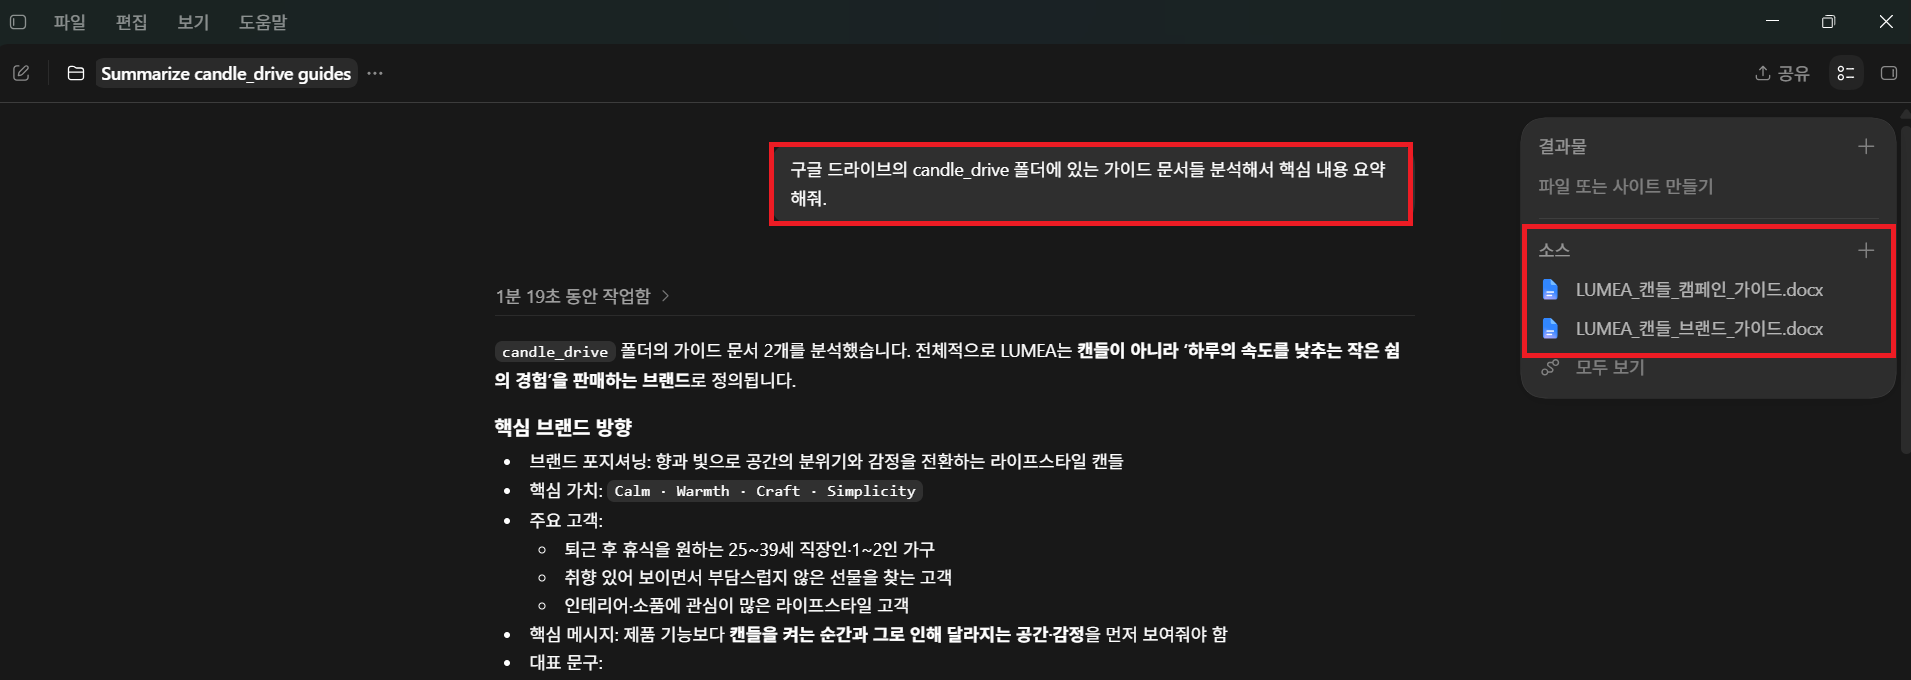 파일 편집 보기 도움말
Summarize candle_drive guides ···
공유
구글 드라이브의 candle_drive 폴더에 있는 가이드 문서들 분석해서 핵심 내용 요약
해줘.
1분 19초 동안 작업함
candle_drive 폴더의 가이드 문서 2개를 분석했습니다. 전체적으로 LUMEA는 캔들이 아니라 ‘하루의 속도를 낮추는 작은 쉼
의 경험’을 판매하는 브랜드로 정의됩니다.
핵심 브랜드 방향
• 브랜드 포지셔닝: 향과 빛으로 공간의 분위기와 감정을 전환하는 라이프스타일 캔들
• 핵심 가치: Calm · Warmth · Craft · Simplicity
• 주요 고객:
◦ 퇴근 후 휴식을 원하는 25~39세 직장인·1~2인 가구
◦ 취향 있어 보이면서 부담스럽지 않은 선물을 찾는 고객
◦ 인테리어·소품에 관심이 많은 라이프스타일 고객
• 핵심 메시지: 제품 기능보다 캔들을 켜는 순간과 그로 인해 달라지는 공간·감정을 먼저 보여줘야 함
• 대표 문구:
결과물
파일 또는 사이트 만들기
소스
LUMEA_캔들_캠페인_가이드.docx
LUMEA_캔들_브랜드_가이드.docx
모두 보기